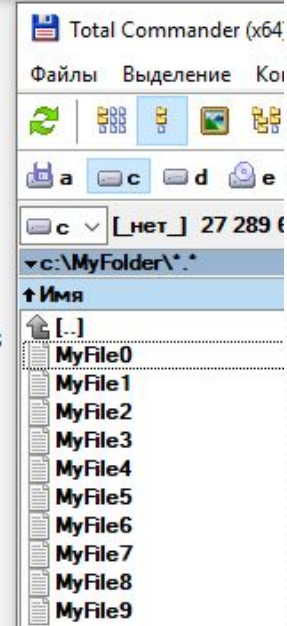 Total Commander (x64)
Файлы Выделение
a c d e
c [_нет_] 27 289 6
c:\MyFolder\*.*
Имя
[..]
MyFile0
MyFile1
MyFile2
MyFile3
MyFile4
MyFile5
MyFile6
MyFile7
MyFile8
MyFile9